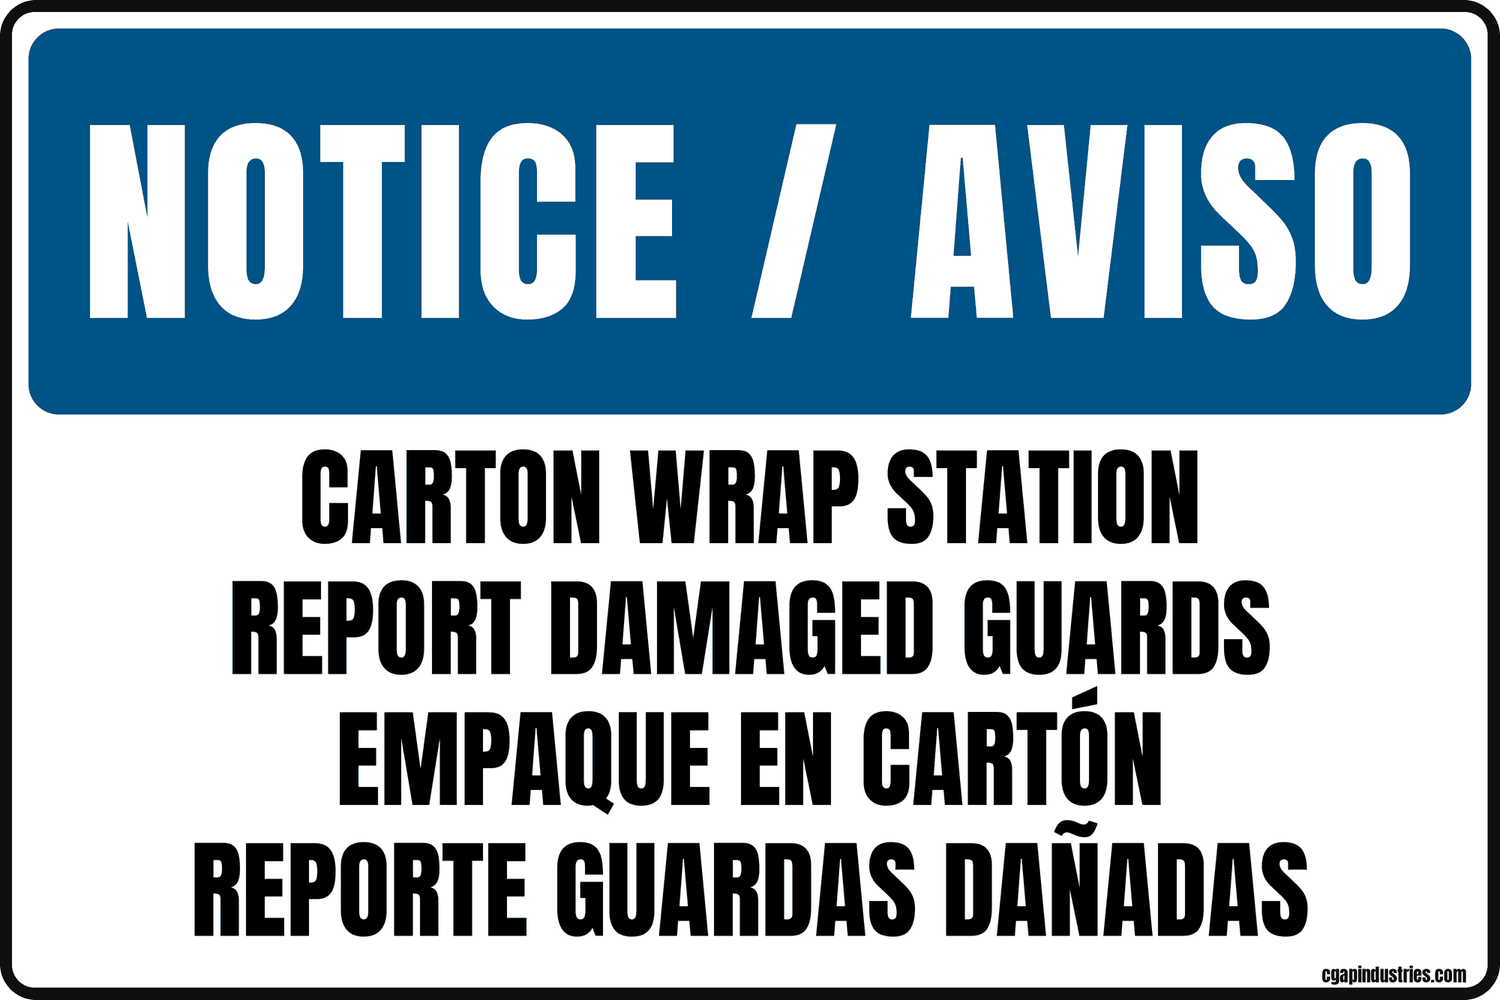 NOTICE / AVISO
CARTON WRAP STATION
REPORT DAMAGED GUARDS
EMPAQUE EN CARTÓN
REPORTE GUARDAS DAÑADAS
cgapindustries.com